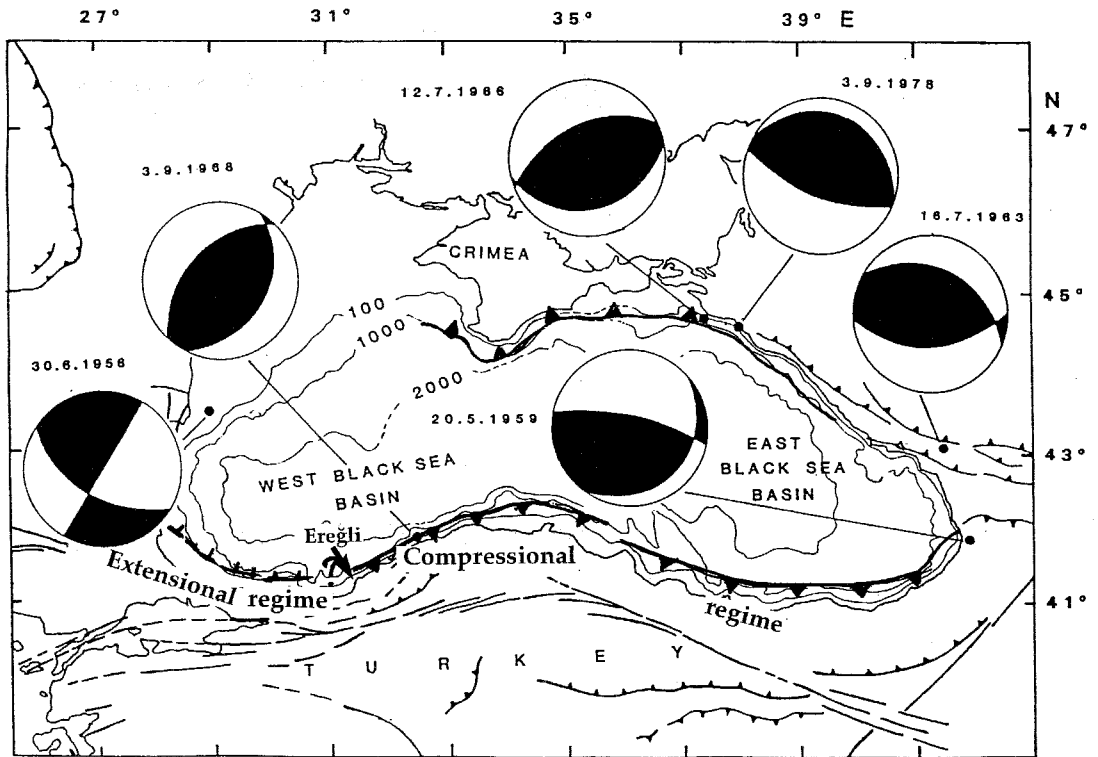 27° 31° 35° 39° E
12.7.1966
3.9.1978
N
47°
3.9.1968
16.7.1963
CRIMEA
45°
100
1000
30.6.1956
2000
20.5.1959
EAST
BLACK SEA
BASIN
43°
WEST BLACK SEA
BASIN
Ereğli
?
Compressional
Extensional regime
regime
41°
TURKEY